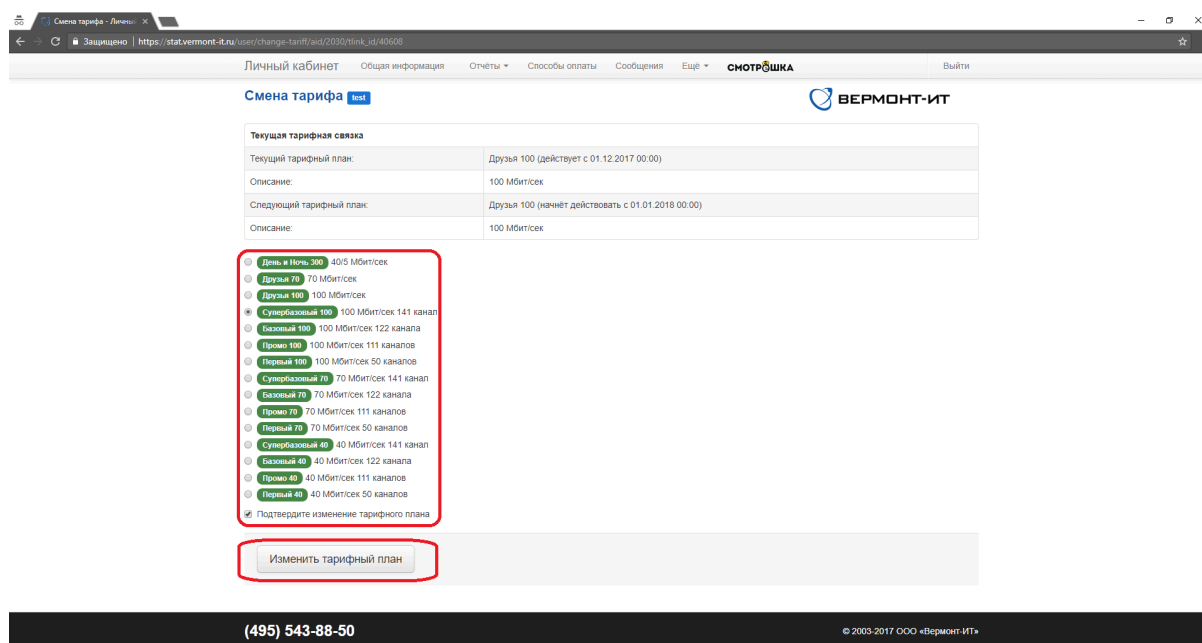 Смена тарифа - Личны
Защищено | https://stat.vermont-it.ru/user/change-tariff/aid/2030/tlink_id/40608
Личный кабинет Общая информация Отчёты Способы оплаты Сообщения Ещё СМОТРЁШКА Выйти
Смена тарифа test ВЕРМОНТ-ИТ
Текущая тарифная связка
Текущий тарифный план: Друзья 100 (действует с 01.12.2017 00:00)
Описание: 100 Мбит/сек
Следующий тарифный план: Друзья 100 (начнёт действовать с 01.01.2018 00:00)
Описание: 100 Мбит/сек
День и Ночь 300 40/5 Мбит/сек
Друзья 70 70 Мбит/сек
Друзья 100 100 Мбит/сек
Супербазовый 100 100 Мбит/сек 141 канал
Базовый 100 100 Мбит/сек 122 канала
Промо 100 100 Мбит/сек 111 каналов
Первый 100 100 Мбит/сек 50 каналов
Супербазовый 70 70 Мбит/сек 141 канал
Базовый 70 70 Мбит/сек 122 канала
Промо 70 70 Мбит/сек 111 каналов
Первый 70 70 Мбит/сек 50 каналов
Супербазовый 40 40 Мбит/сек 141 канал
Базовый 40 40 Мбит/сек 122 канала
Промо 40 40 Мбит/сек 111 каналов
Первый 40 40 Мбит/сек 50 каналов
Подтвердите изменение тарифного плана
Изменить тарифный план
(495) 543-88-50 © 2003-2017 ООО «Вермонт-ИТ»